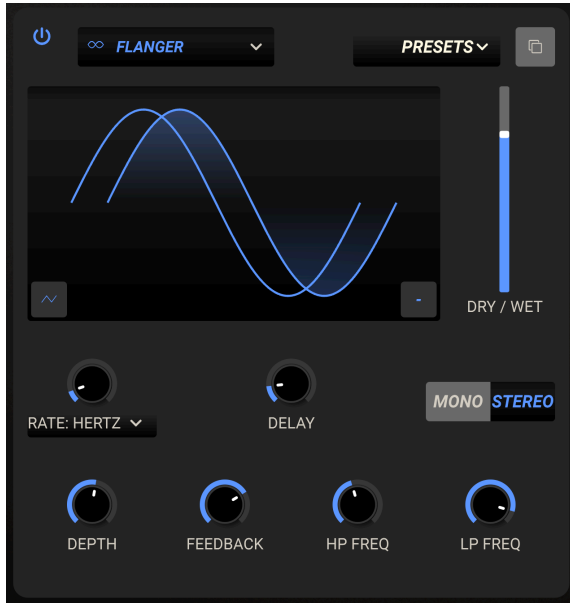 FLANGER
PRESETS
DRY / WET
RATE: HERTZ
DELAY
MONO STEREO
DEPTH
FEEDBACK
HP FREQ
LP FREQ